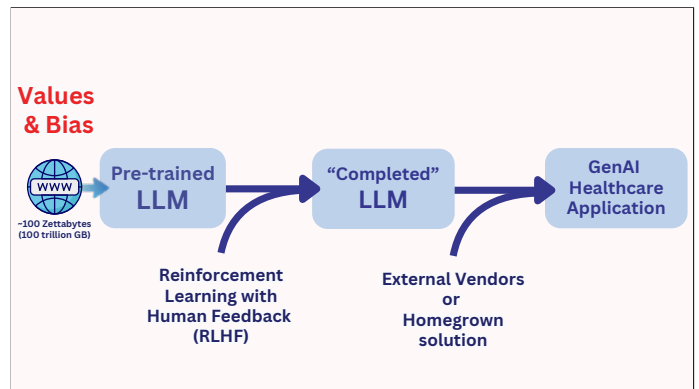 Values
& Bias
WWW
~100 Zettabytes
(100 trillion GB)
Pre-trained
LLM
Reinforcement
Learning with
Human Feedback
(RLHF)
“Completed”
LLM
External Vendors
or
Homegrown
solution
GenAI
Healthcare
Application